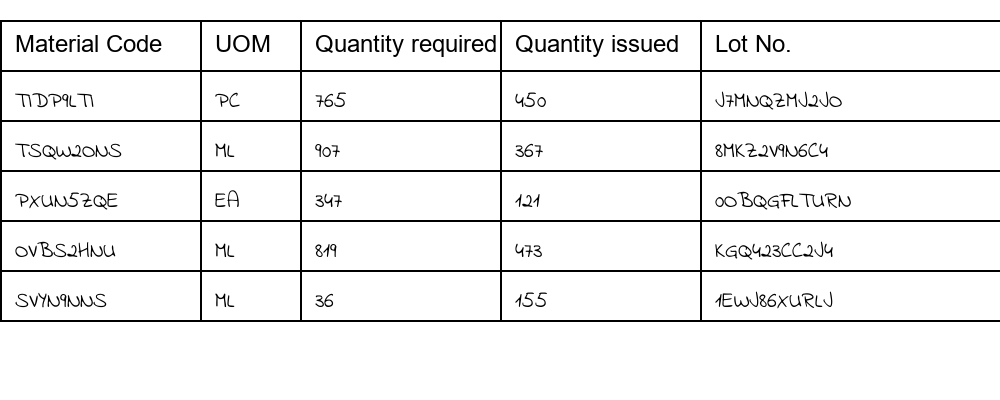 Material Code UOM Quantity required Quantity issued Lot No.
TIDP9LTI PC 765 450 J7MNQZMJ2JO
TSQW2ONS ML 907 367 8MKZ2V9N6C4
PXUN5ZQE EA 347 121 00BQGFLTURN
OVBS2HNU ML 819 473 KGQ423CC2J4
SVYN9NNS ML 36 155 1EWJ86XURLJ